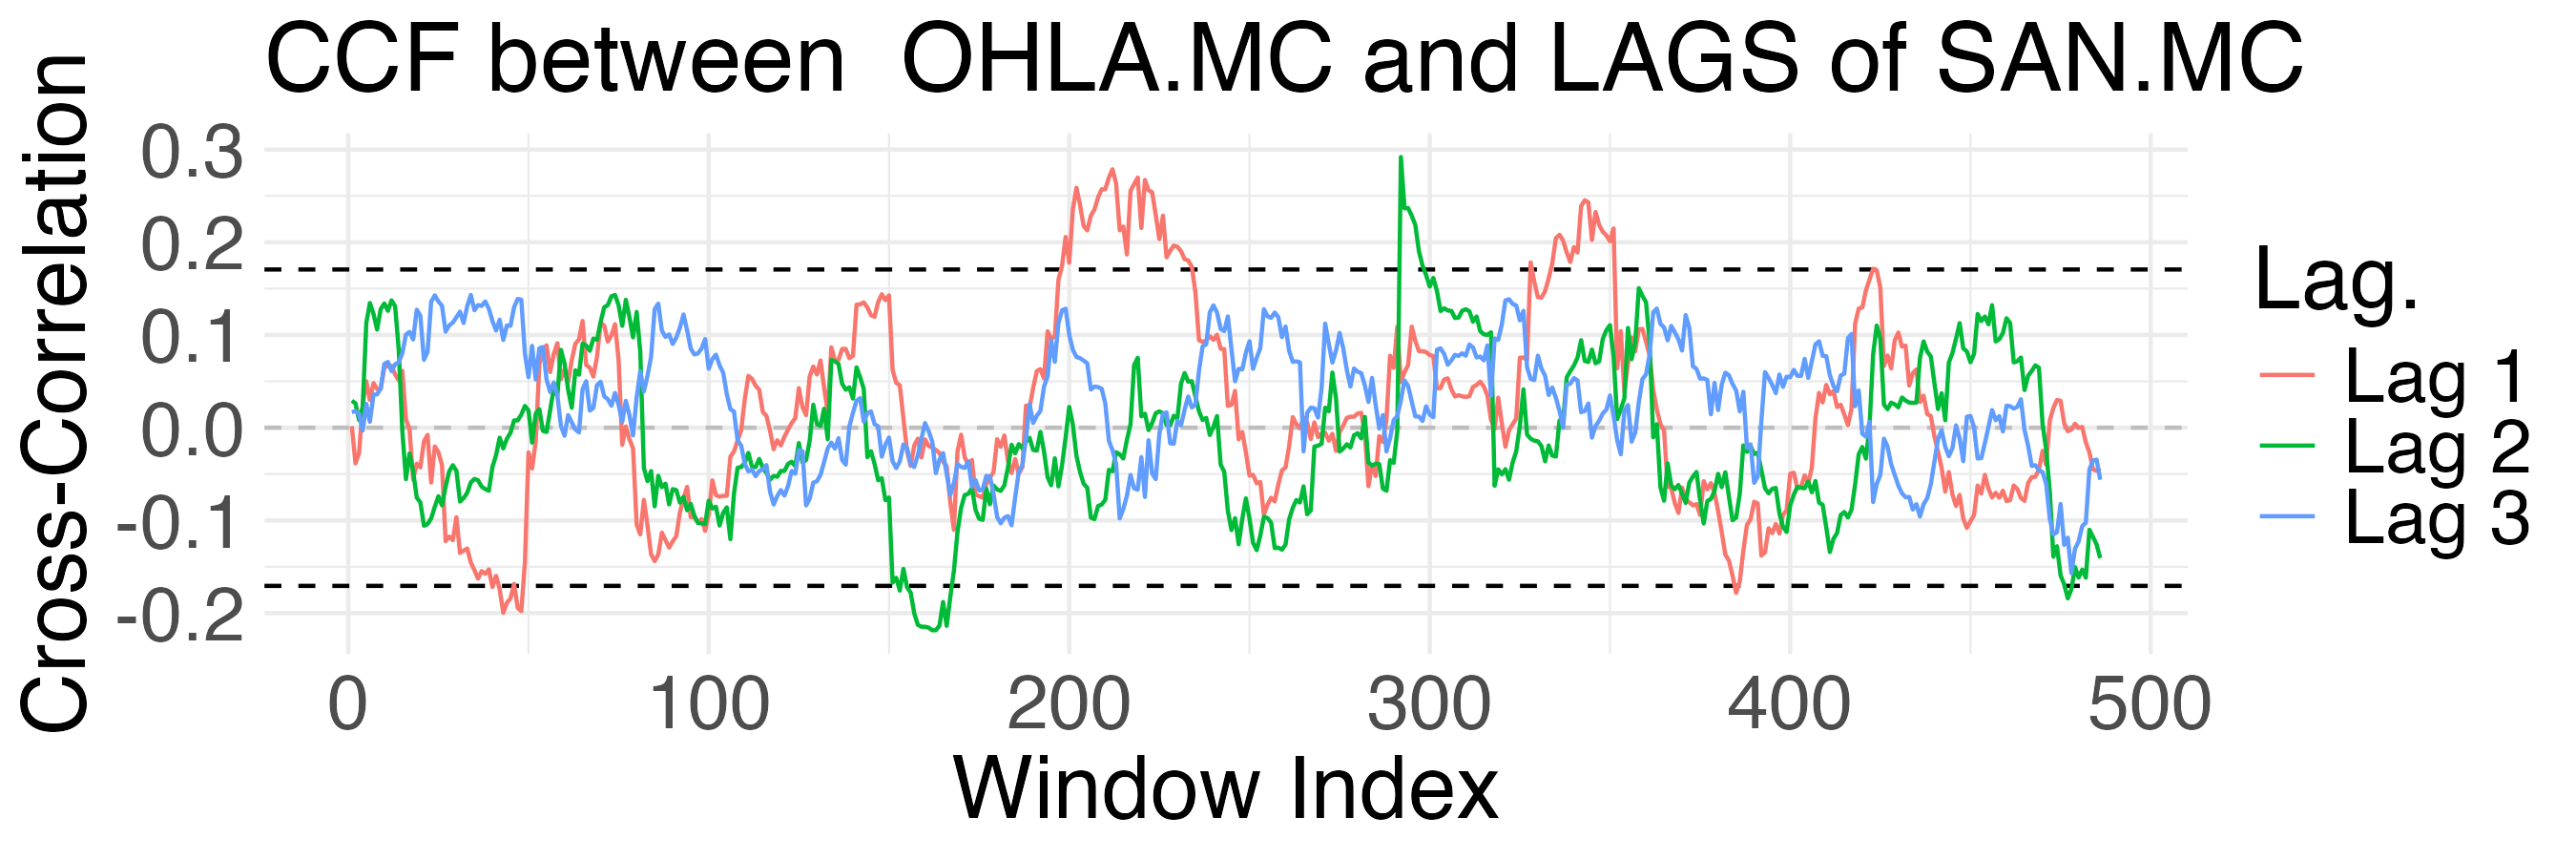 CCF between  OHLA.MC and LAGS of SAN.MC
Cross-Correlation
0.3
0.2
0.1
0.0
-0.1
-0.2
0
100
200
300
400
500
Window Index
Lag.
Lag 1
Lag 2
Lag 3